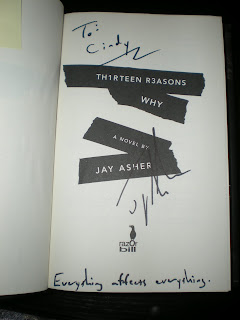 To:
Cindy
TH1RTEEN R3ASONS
WHY
A NOVEL BY
JAY ASHER
razOr
bill
Everything affects everything.